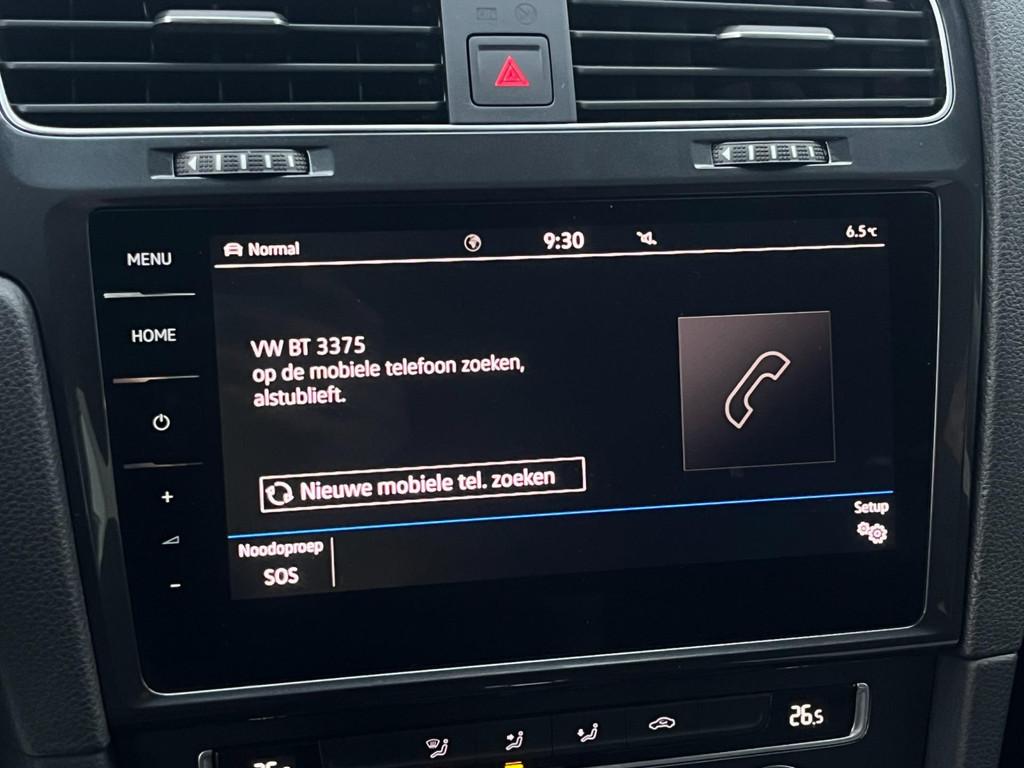 MENU
HOME
Normal
9:30
6.5°C
VW BT 3375
op de mobiele telefoon zoeken,
alstublieft.
Nieuwe mobiele tel. zoeken
Setup
Noodoproep
SOS
+
-
26.5